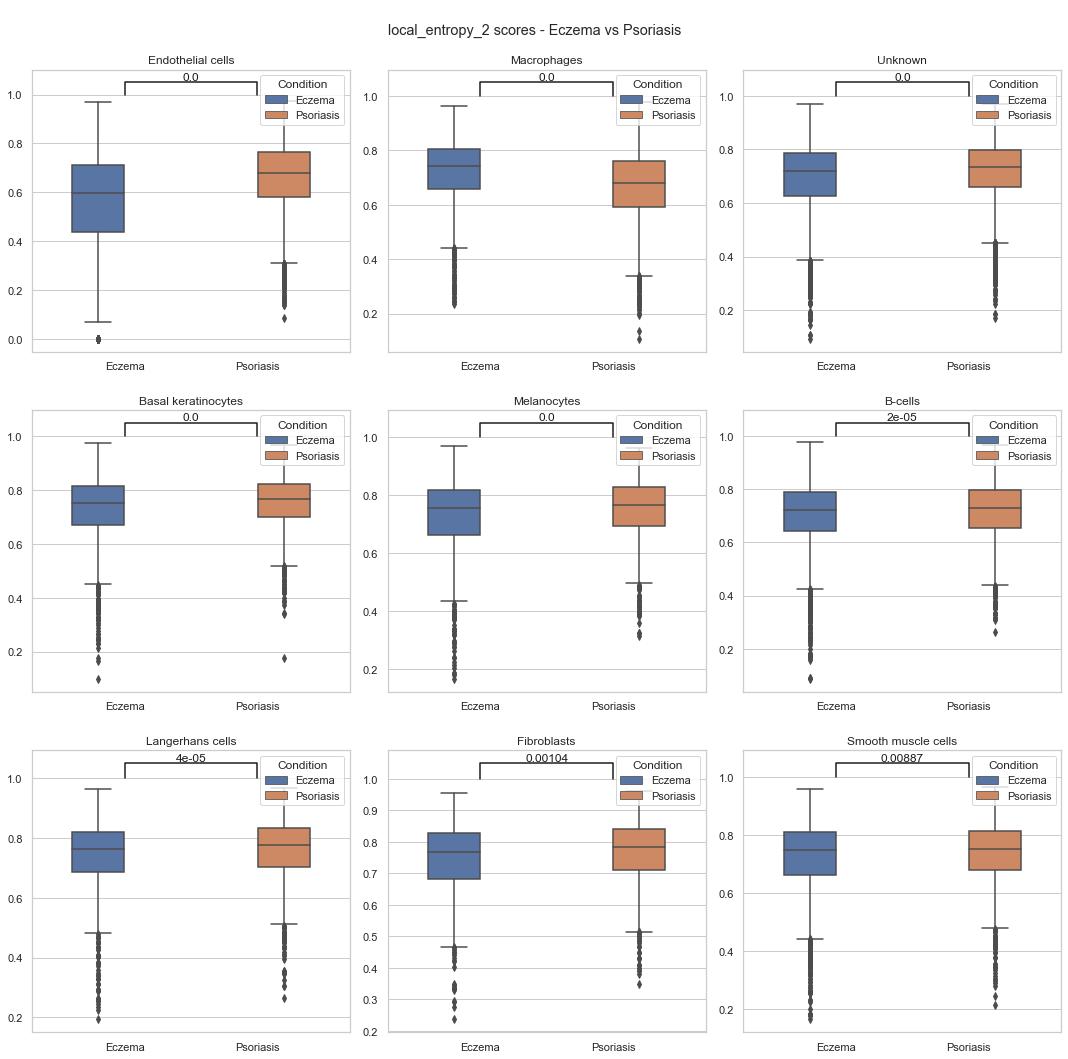 local_entropy_2 scores - Eczema vs Psoriasis
Endothelial cells
0.0
Condition
Eczema
Psoriasis
1.0
0.8
0.6
0.4
0.2
0.0
Eczema
Psoriasis
Macrophages
0.0
Condition
Eczema
Psoriasis
1.0
0.8
0.6
0.4
0.2
Eczema
Psoriasis
Unknown
0.0
Condition
Eczema
Psoriasis
1.0
0.8
0.6
0.4
0.2
Eczema
Psoriasis
Basal keratinocytes
0.0
Condition
Eczema
Psoriasis
1.0
0.8
0.6
0.4
0.2
Eczema
Psoriasis
Melanocytes
0.0
Condition
Eczema
Psoriasis
1.0
0.8
0.6
0.4
0.2
Eczema
Psoriasis
B-cells
2e-05
Condition
Eczema
Psoriasis
1.0
0.8
0.6
0.4
0.2
Eczema
Psoriasis
Langerhans cells
4e-05
Condition
Eczema
Psoriasis
1.0
0.8
0.6
0.4
0.2
Eczema
Psoriasis
Fibroblasts
0.00104
Condition
Eczema
Psoriasis
1.0
0.9
0.8
0.7
0.6
0.5
0.4
0.3
0.2
Eczema
Psoriasis
Smooth muscle cells
0.00887
Condition
Eczema
Psoriasis
1.0
0.8
0.6
0.4
0.2
Eczema
Psoriasis